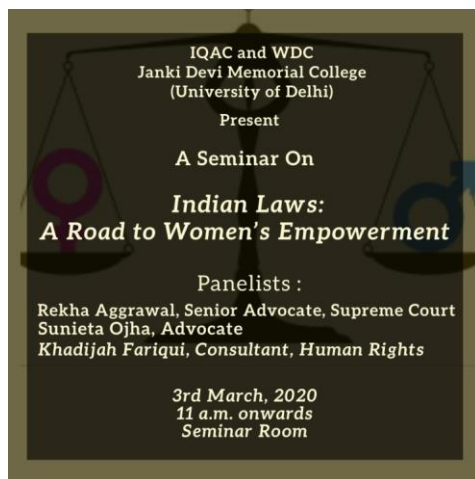 IQAC and WDC
Janki Devi Memorial College
(University of Delhi)
Present
A Seminar On
Indian Laws:
A Road to Women's Empowerment
Panelists :
Rekha Aggrawal, Senior Advocate, Supreme Court
Sunieta Ojha, Advocate
Khadijah Fariqui, Consultant, Human Rights
3rd March, 2020
11 a.m. onwards
Seminar Room